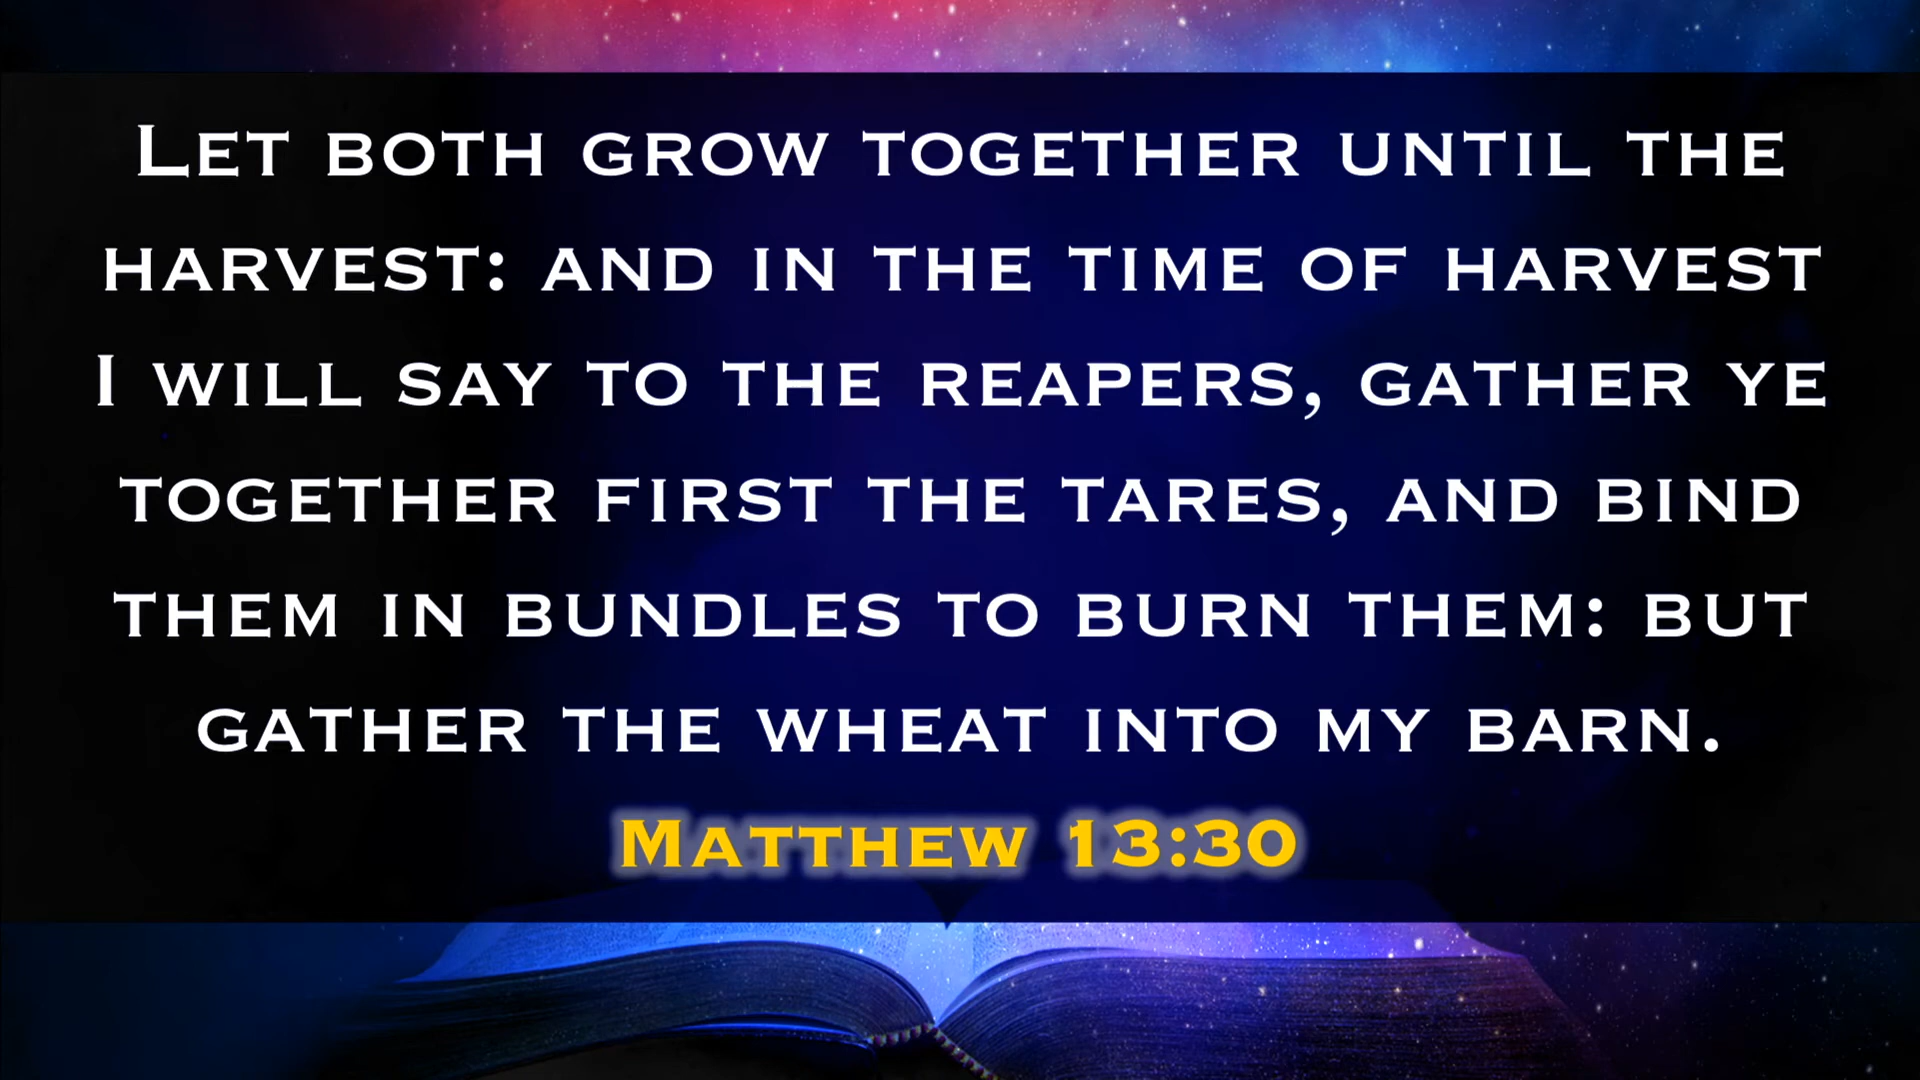 Let both grow together until the
harvest: and in the time of harvest
I will say to the reapers, gather ye
together first the tares, and bind
them in bundles to burn them: but
gather the wheat into my barn.
Matthew 13:30